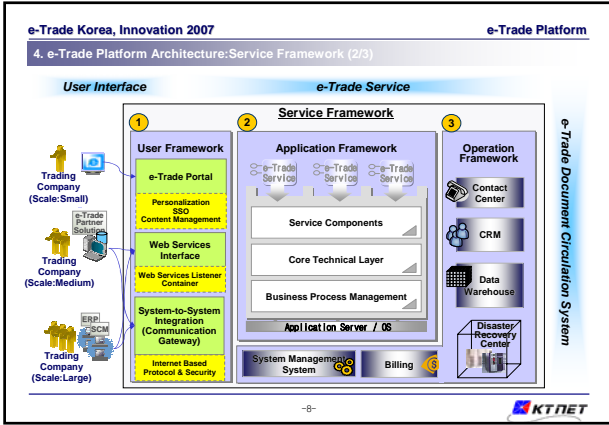 e-Trade Korea, Innovation 2007
e-Trade Platform
4. e-Trade Platform Architecture:Service Framework (2/3)
User Interface
e-Trade Service
Service Framework
1
User Framework
2
Application Framework
3
Operation
Framework
Trading
Company
(Scale:Small)
e-Trade
Partner
Solution
Trading
Company
(Scale:Medium)
ERP
SCM
Trading
Company
(Scale:Large)
e-Trade Portal
Personalization
SSO
Content Management
Web Services
Interface
Web Services Listener
Container
System-to-System
Integration
(Communication
Gateway)
Internet Based
Protocol & Security
e-Trade
Service
e-Trade
Service
e-Trade
Service
Service Components
Core Technical Layer
Business Process Management
Application Server / OS
System Management
System
Billing
Contact
Center
CRM
Data
Warehouse
Disaster
Recovery
Center
e-Trade Document Circulation System
-8-
KTNET